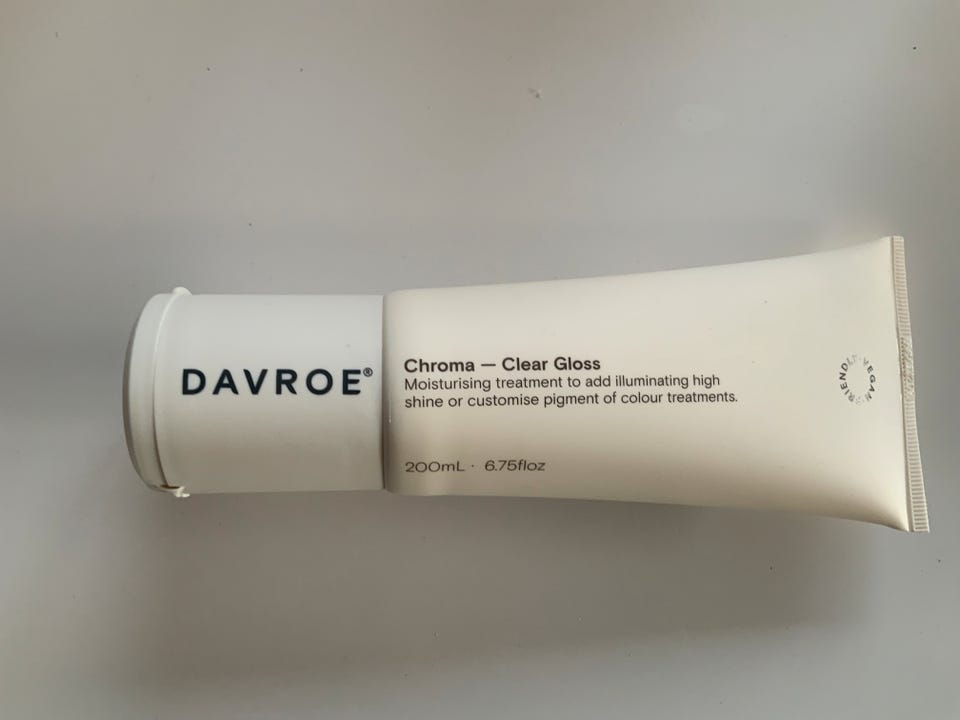 DAVROE®
Chroma — Clear Gloss
Moisturising treatment to add illuminating high
shine or customise pigment of colour treatments.
200mL · 6.75floz
VEGAN